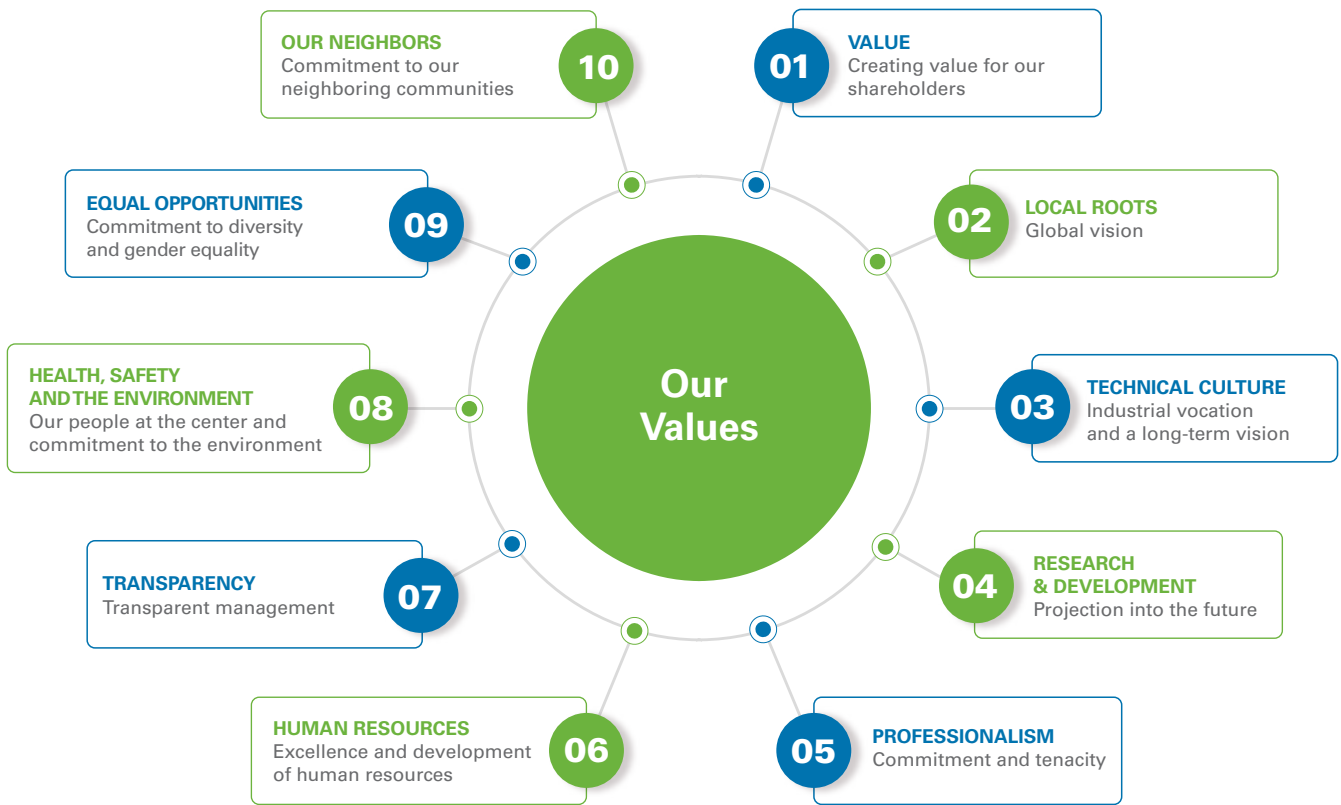 Our
Values
01
VALUE
Creating value for our
shareholders
02
LOCAL ROOTS
Global vision
03
TECHNICAL CULTURE
Industrial vocation
and a long-term vision
04
RESEARCH
& DEVELOPMENT
Projection into the future
05
PROFESSIONALISM
Commitment and tenacity
06
HUMAN RESOURCES
Excellence and development
of human resources
07
TRANSPARENCY
Transparent management
08
HEALTH, SAFETY
AND THE ENVIRONMENT
Our people at the center and
commitment to the environment
09
EQUAL OPPORTUNITIES
Commitment to diversity
and gender equality
10
OUR NEIGHBORS
Commitment to our
neighboring communities